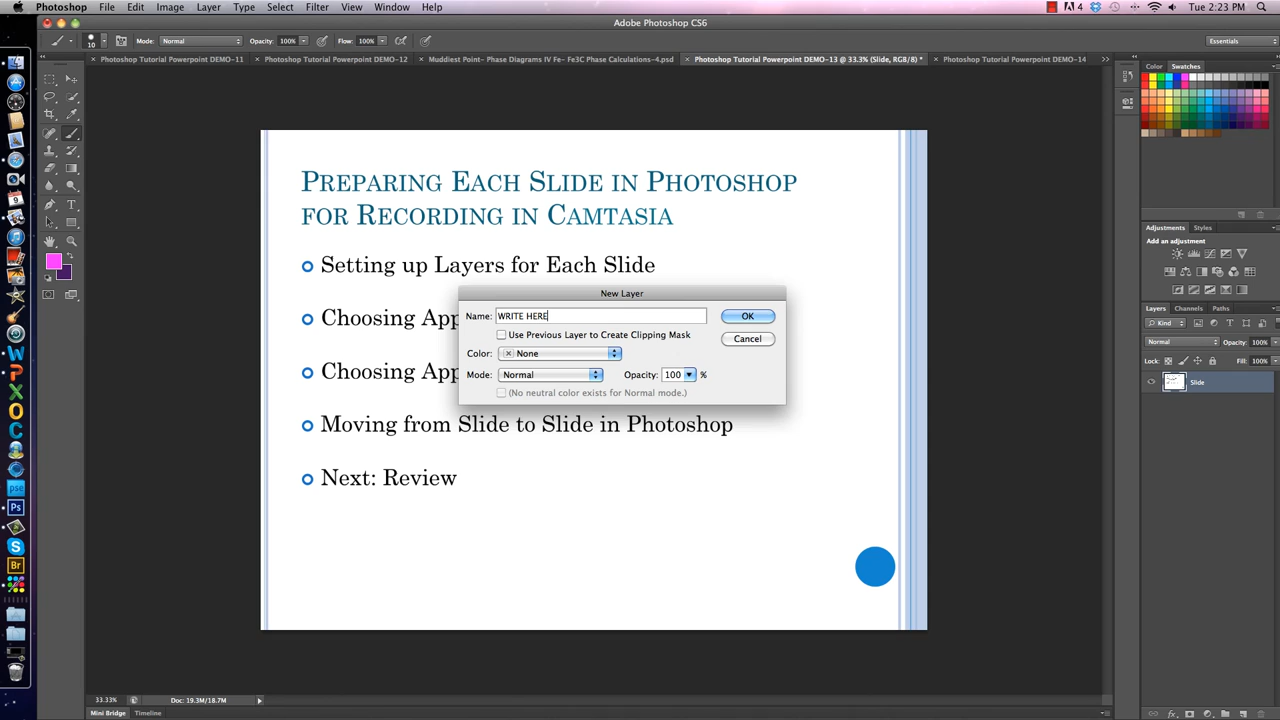 Photoshop File Edit Image Layer Type Select Filter View Window Help
4 Tue 2:23 PM
Adobe Photoshop CS6
10 Mode: Normal Opacity: 100% Flow: 100% Essentials
Photoshop Tutorial Powerpoint DEMO-11 × Photoshop Tutorial Powerpoint DEMO-12 × Muddiest Point- Phase Diagrams IV Fe- Fe3C Phase Calculations-4.psd × Photoshop Tutorial Powerpoint DEMO-13 @ 33.3% (Slide, RGB/8) * × Photoshop Tutorial Powerpoint DEMO-14
Color Swatches
Preparing Each Slide in Photoshop
for Recording in Camtasia
Setting up Layers for Each Slide
Choosing App
Choosing App
Moving from Slide to Slide in Photoshop
Next: Review
New Layer
Name: WRITE HERE OK
Use Previous Layer to Create Clipping Mask
Cancel
Color: × None
Mode: Normal Opacity: 100 %
(No neutral color exists for Normal mode.)
Adjustments Styles
Add an adjustment
Layers Channels Paths
Kind
Normal Opacity: 100%
Lock: Fill: 100%
Slide
33.33% Doc: 19.3M/18.7M
Mini Bridge Timeline